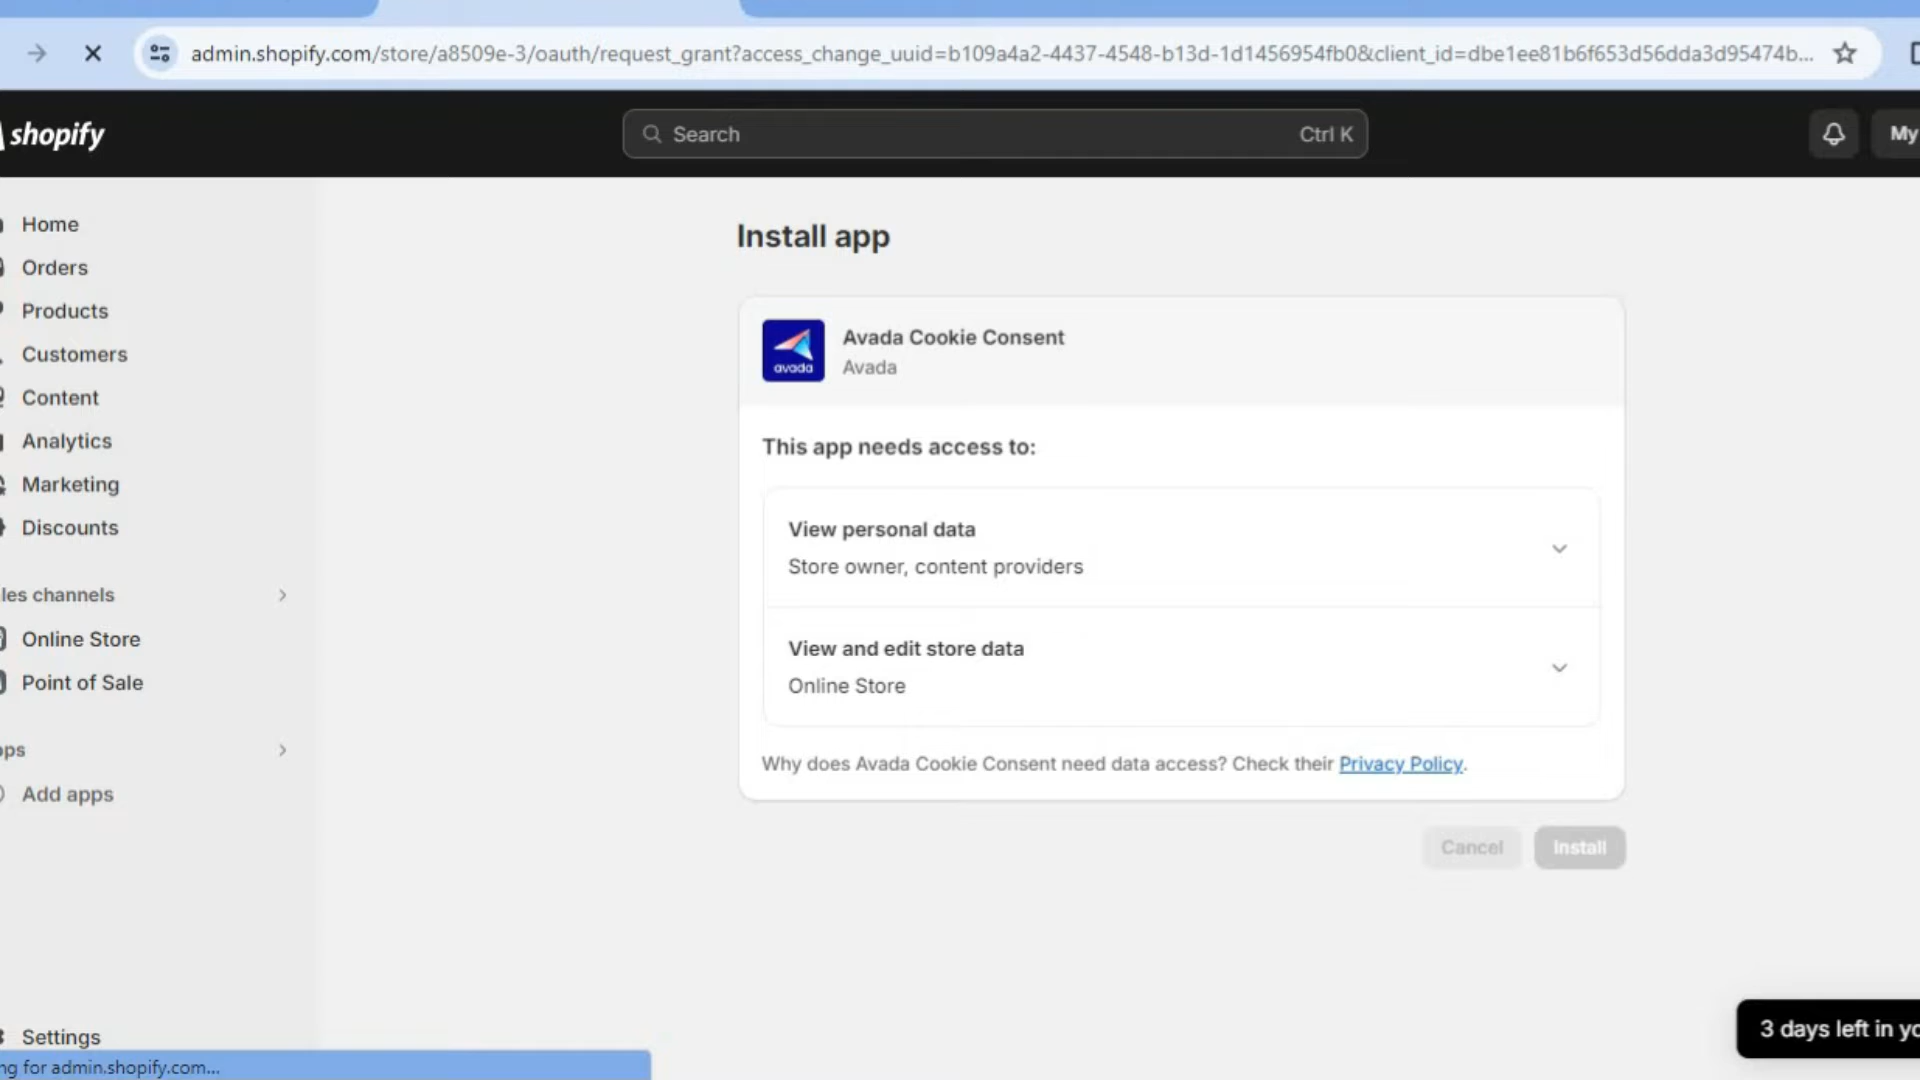 admin.shopify.com/store/a8509e-3/oauth/request_grant?access_change_uuid=b109a4a2-4437-4548-b13d-1d1456954fb0&client_id=dbe1ee81b6f653d56dda3d95474b...
shopify
Search
Ctrl K
My
Home
Orders
Products
Customers
Content
Analytics
Marketing
Discounts
les channels
Online Store
Point of Sale
ps
Add apps
Settings
ng for admin.shopify.com...
Install app
avada
Avada Cookie Consent
Avada
This app needs access to:
View personal data
Store owner, content providers
View and edit store data
Online Store
Why does Avada Cookie Consent need data access? Check their Privacy Policy.
Cancel
Install
3 days left in yo